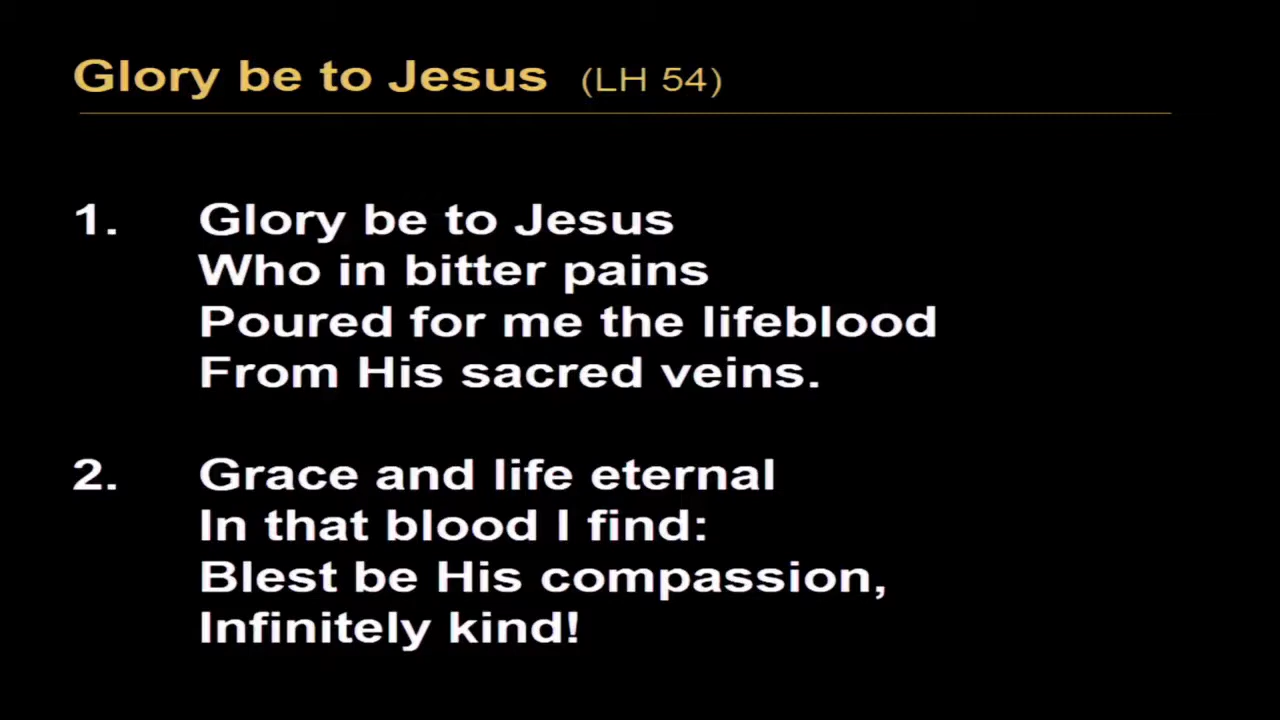 Glory be to Jesus (LH 54)
1. Glory be to Jesus
Who in bitter pains
Poured for me the lifeblood
From His sacred veins.
2. Grace and life eternal
In that blood I find:
Blest be His compassion,
Infinitely kind!